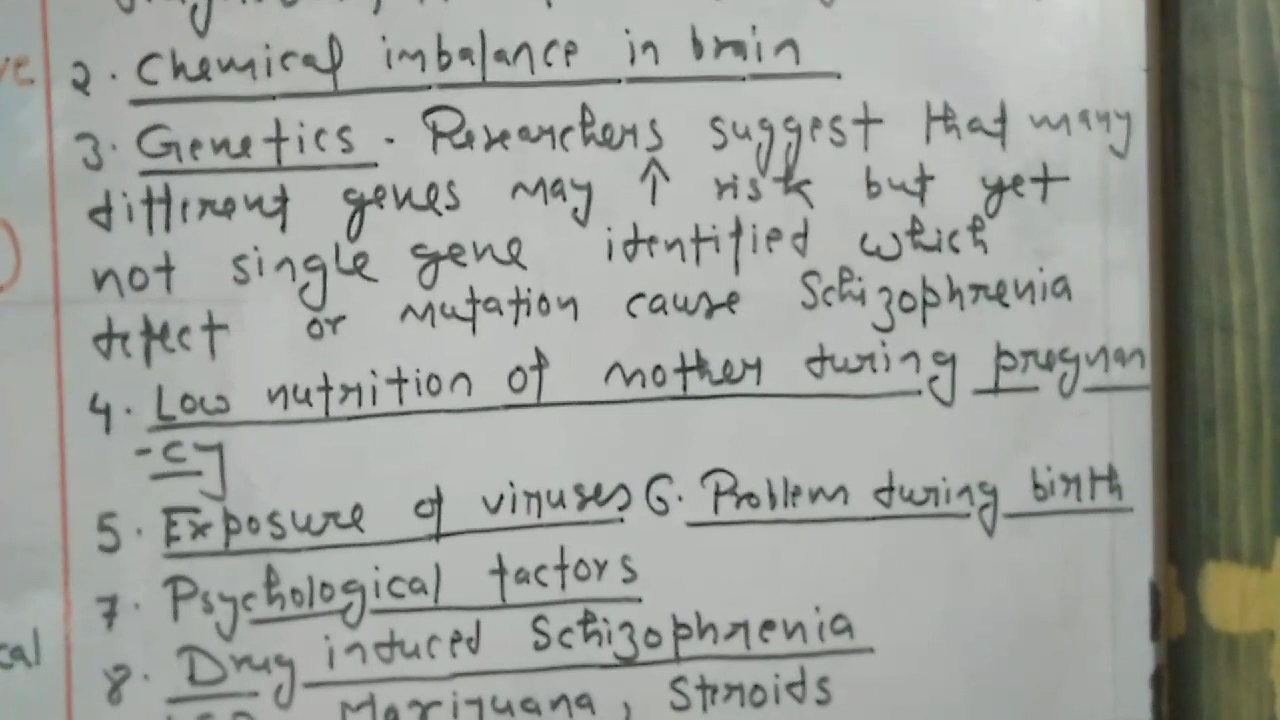 2. Chemical imbalance in brain
3. Genetics - Researchers suggest that many
different genes may ↑ risk but yet
not single gene identified which
defect or mutation cause Schizophrenia
4. Low nutrition of mother during pregnan
-cy
5. Exposure of viruses 6. Problem during birth
7. Psychological factors
8. Drug induced Schizophrenia
Marijuana, Steroids